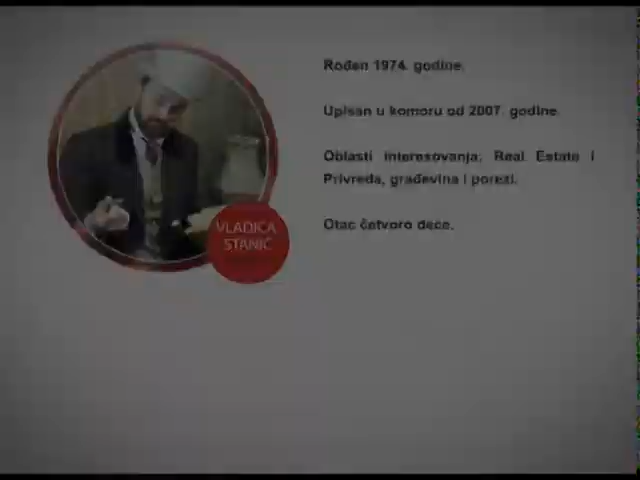 Rođen 1974. godine.
Upisan u komoru od 2007. godine.
Oblasti interesovanja: Real Estate i
Privreda, građevina i porezi.
Otac četvoro dece.
VLADICA
STANIĆ